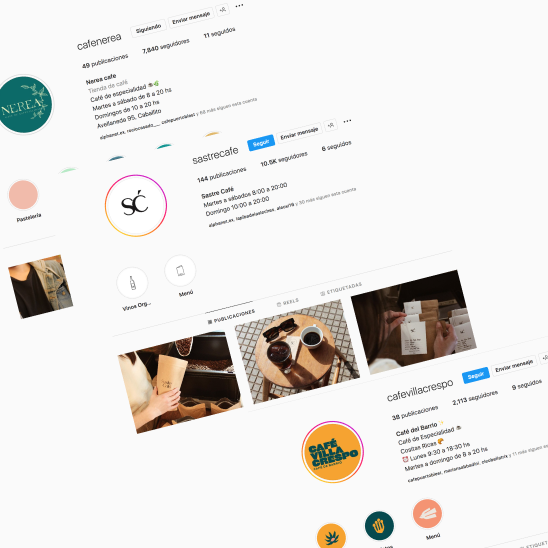 cafenerea
Siguiendo
Enviar mensaje
49 publicaciones
7,840 seguidores
11 seguidos
Nerea cafe
Tienda de café
Café de especialidad
Martes a sábado de 8 a 20 hs
Domingos de 10 a 20 hs
Avellaneda 95, Caballito
NEREA
Pastelería
sastrecafe
Seguir
Enviar mensaje
144 publicaciones
10.5K seguidores
6 seguidos
Sastre Café
Martes a sábados 8:00 a 20:00
Domingo 10:00 a 20:00
SĆ
Vinos Org...
Menú
PUBLICACIONES
REELS
ETIQUETADAS
cafevillacrespo
Seguir
Enviar mensaje
38 publicaciones
2,113 seguidores
9 seguidos
Café del Barrio
Café de Especialidad
Cositas Ricas
Lunes 9:30 a 18:30 hs
Martes a domingo de 8 a 20 hs
CAFÉ
VILLA
CRESPO
Menú